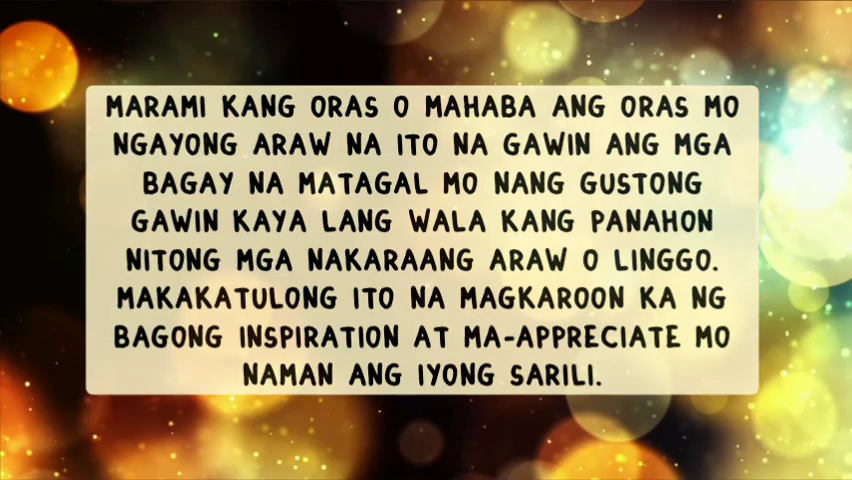 MARAMI KANG ORAS O MAHABA ANG ORAS MO
NGAYONG ARAW NA ITO NA GAWIN ANG MGA
BAGAY NA MATAGAL MO NANG GUSTONG
GAWIN KAYA LANG WALA KANG PANAHON
NITONG MGA NAKARAANG ARAW O LINGGO.
MAKAKATULONG ITO NA MAGKAROON KA NG
BAGONG INSPIRATION AT MA-APPRECIATE MO
NAMAN ANG IYONG SARILI.